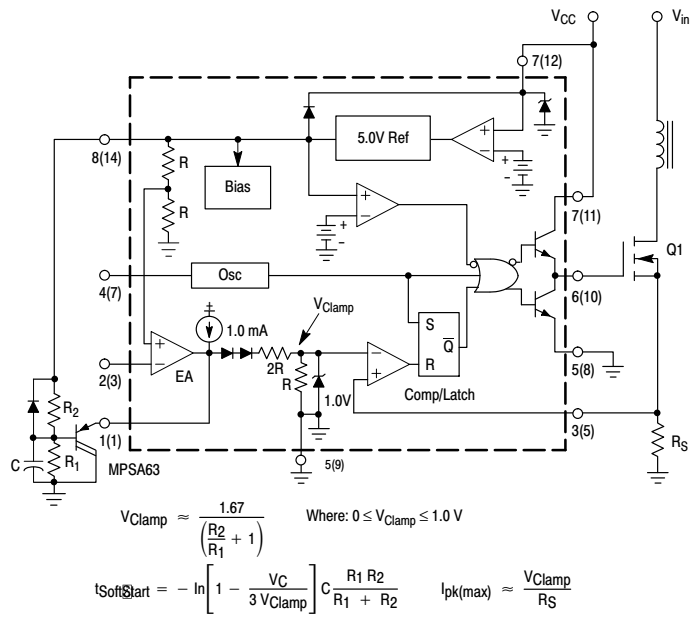 VCC
Vin
7(12)
5.0V Ref
+
−
+
-
8(14)
R
Bias
R
+
−
+
-
7(11)
Q1
4(7)
Osc
6(10)
VClamp
+
1.0 mA
S
Q
R
+
−
EA
2R
R
−
+
5(8)
2(3)
1.0V
Comp/Latch
R2
1(1)
3(5)
C
R1
MPSA63
5(9)
RS
VClamp ≈ 1.67 / (R2/R1 + 1) Where: 0 ≤ VClamp ≤ 1.0 V
tSoftStart = − ln[1 − VC / 3 VClamp] C R1 R2 / R1 + R2 Ipk(max) ≈ VClamp / RS